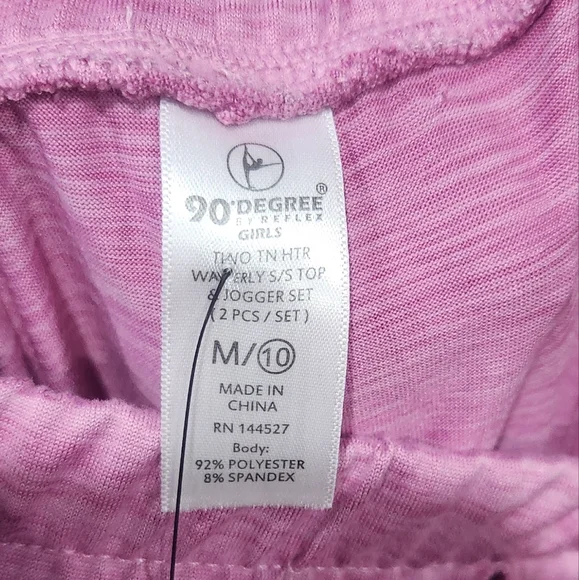 90°DEGREE®
BY REFLEX
GIRLS
TWO TN HTR
WAVERLY S/S TOP
& JOGGER SET
(2 PCS / SET)
M/⑩
MADE IN
CHINA
RN 144527
Body:
92% POLYESTER
8% SPANDEX